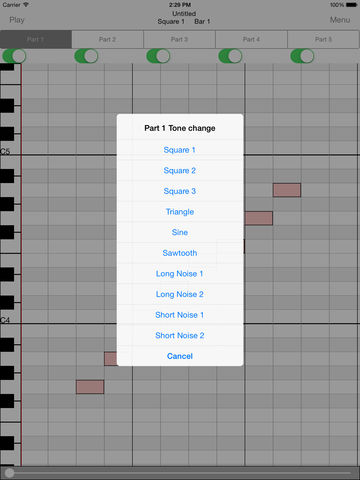 Carrier 2:29 PM 100%
Play Untitled Menu
Square 1 Bar 1
Part 1 Part 2 Part 3 Part 4 Part 5
C5
Part 1 Tone change
Square 1
Square 2
Square 3
Triangle
Sine
Sawtooth
Long Noise 1
Long Noise 2
Short Noise 1
C4
Short Noise 2
Cancel